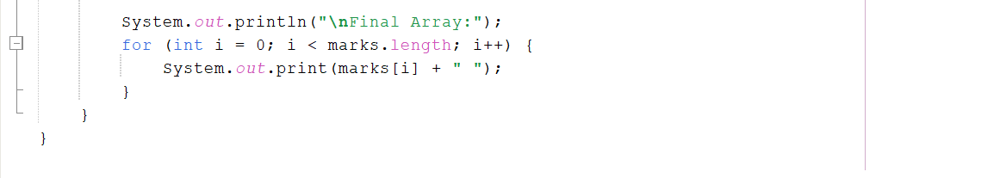 System.out.println("\nFinal Array:");
for (int i = 0; i < marks.length; i++) {
System.out.print(marks[i] + " ");
}
}
}